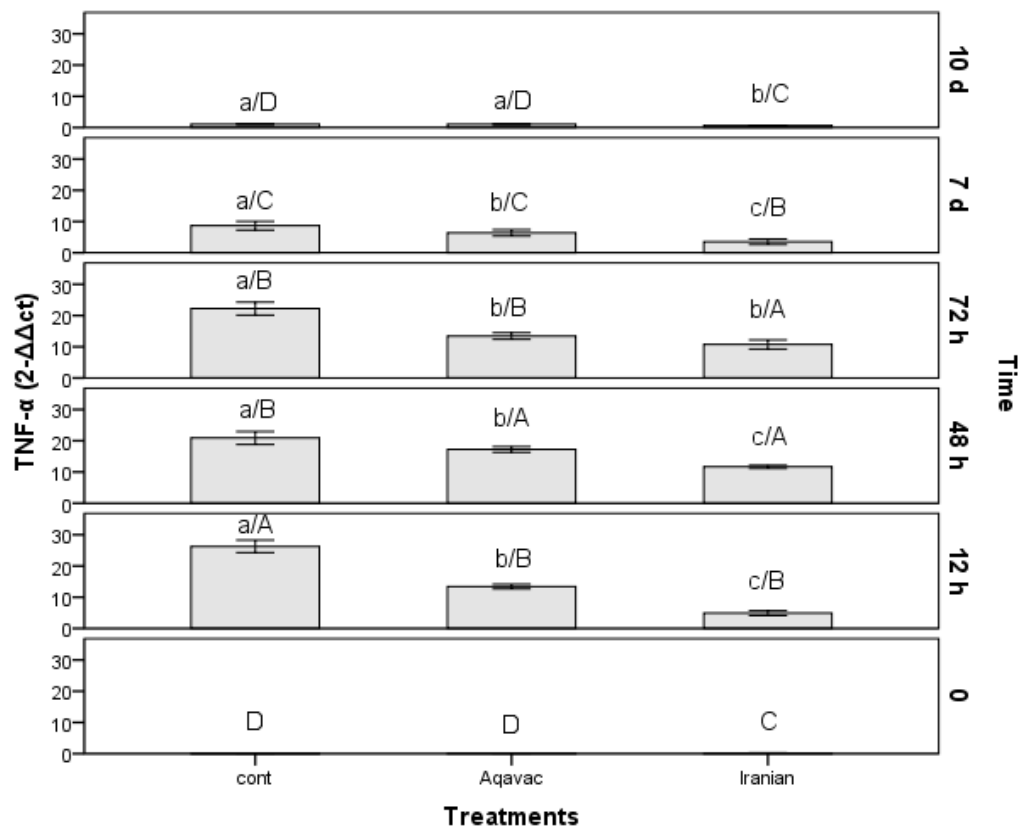 30
20
10
0
a/D a/D b/C
10 d
30
20
10
0
a/C b/C c/B
7 d
30
20
10
0
a/B b/B b/A
72 h
30
20
10
0
a/B b/A c/A
48 h
30
20
10
0
a/A b/B c/B
12 h
30
20
10
0
D D C
0
TNF-α (2-ΔΔct)
Time
cont Aqavac Iranian
Treatments